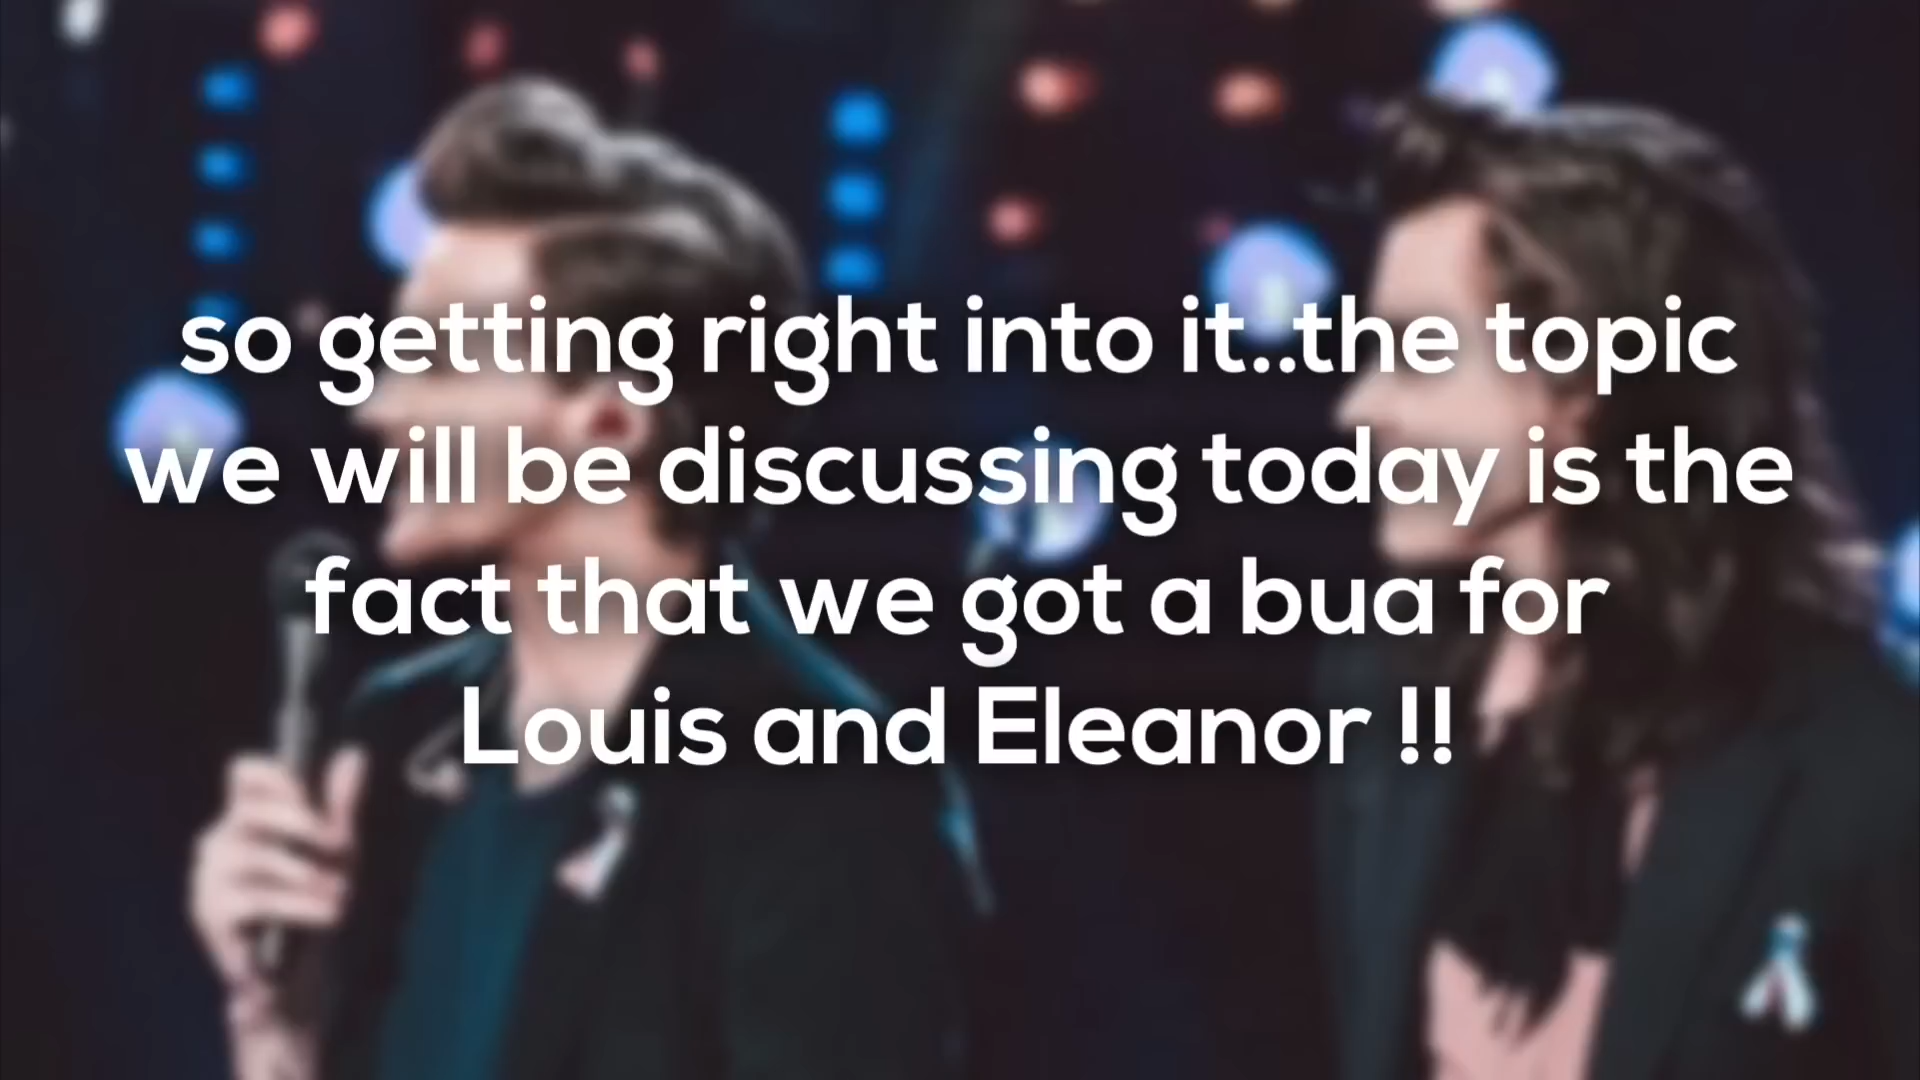 so getting right into it..the topic
we will be discussing today is the
fact that we got a bua for
Louis and Eleanor !!